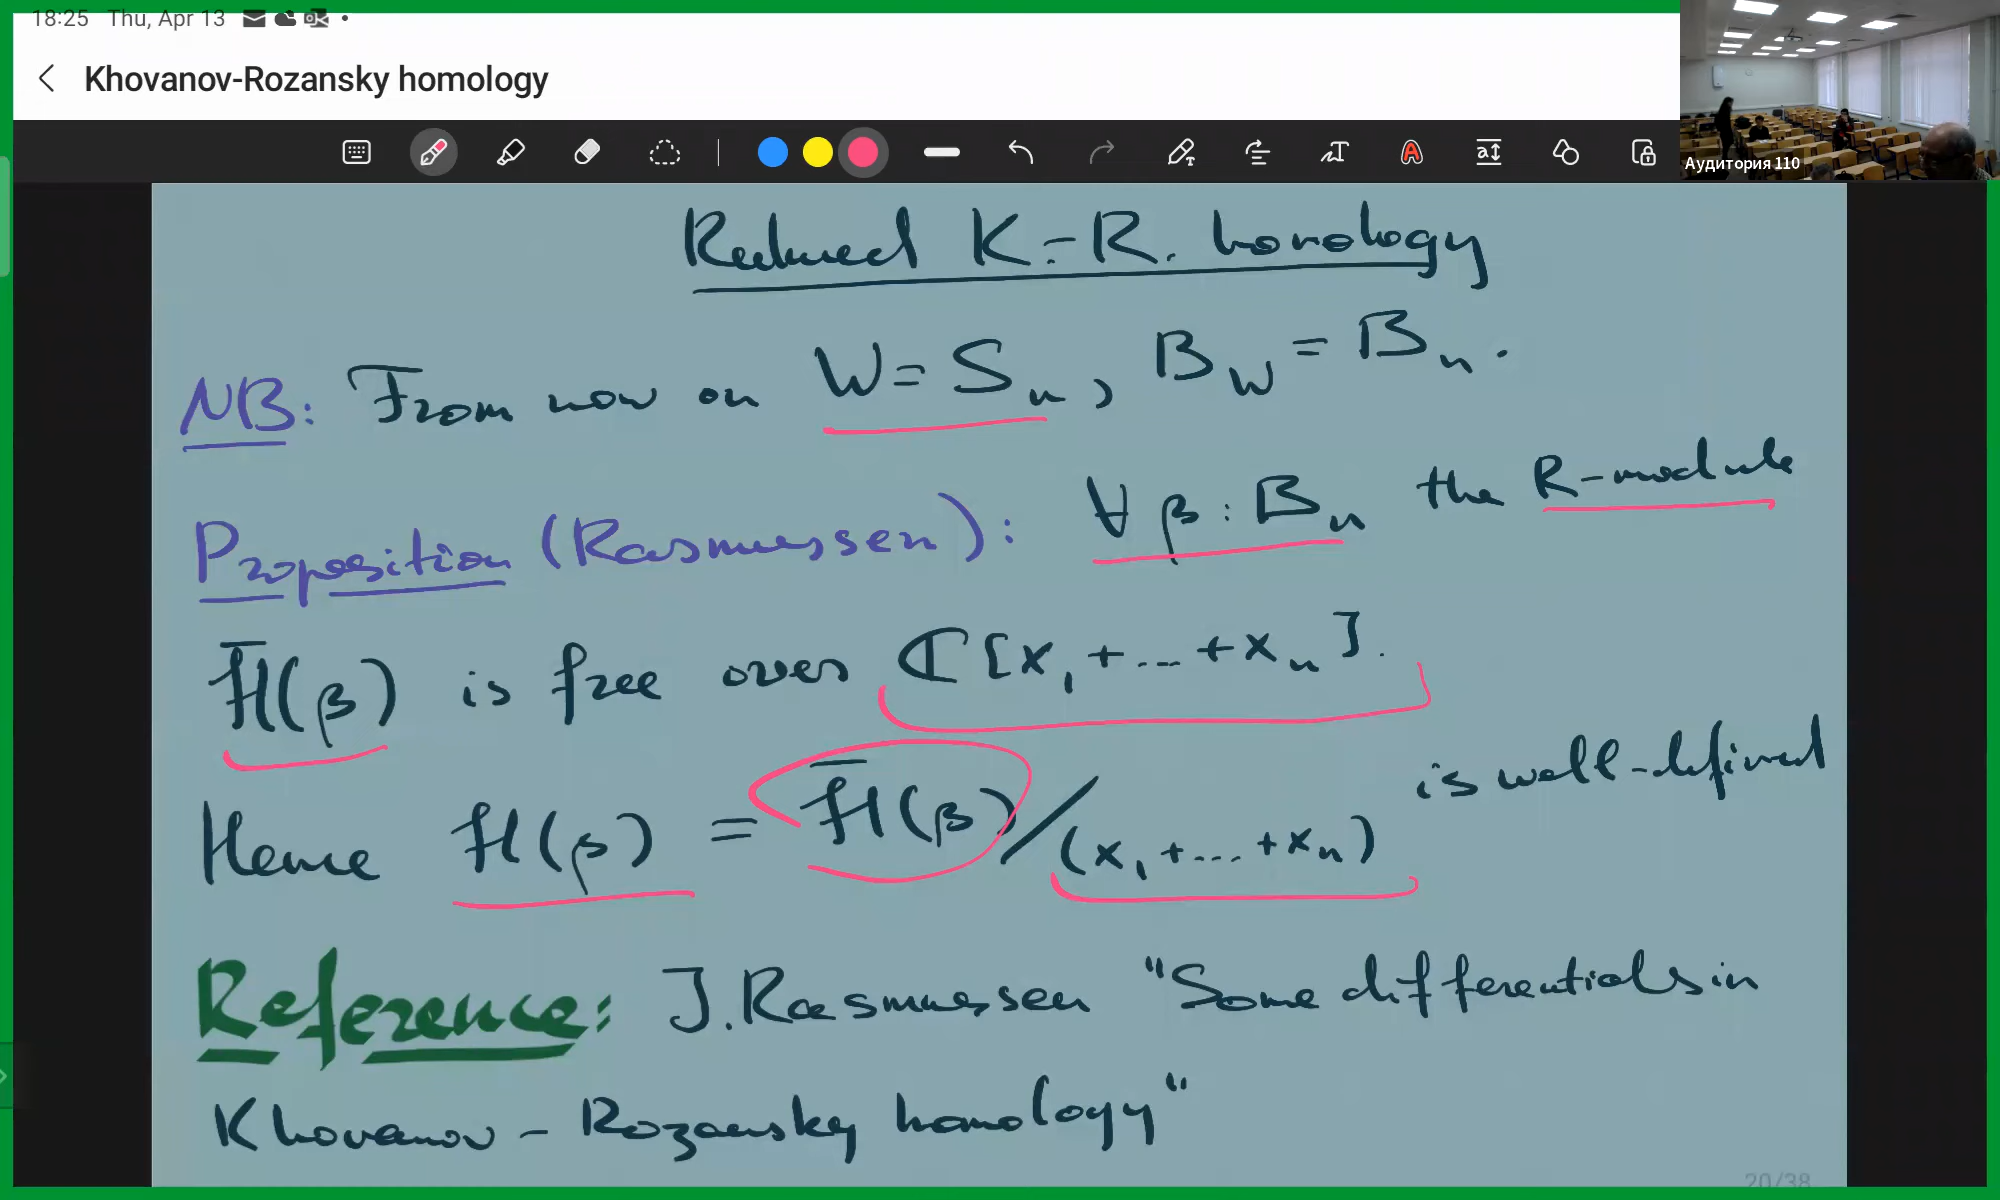 18:25 Thu, Apr 13
Khovanov-Rozansky homology
Аудитория 110
Reduced K.-R. homology
NB: From now on W = Sₙ, B_W = Bₙ.
Proposition (Rasmussen): ∀ β : Bₙ the R-module
H̅(β) is free over ℂ[x₁+...+xₙ].
Hence H(β) = H̅(β)/(x₁+...+xₙ) is well-defined
Reference: J. Rasmussen "Some differentials in
Khovanov - Rozansky homology"
20/38